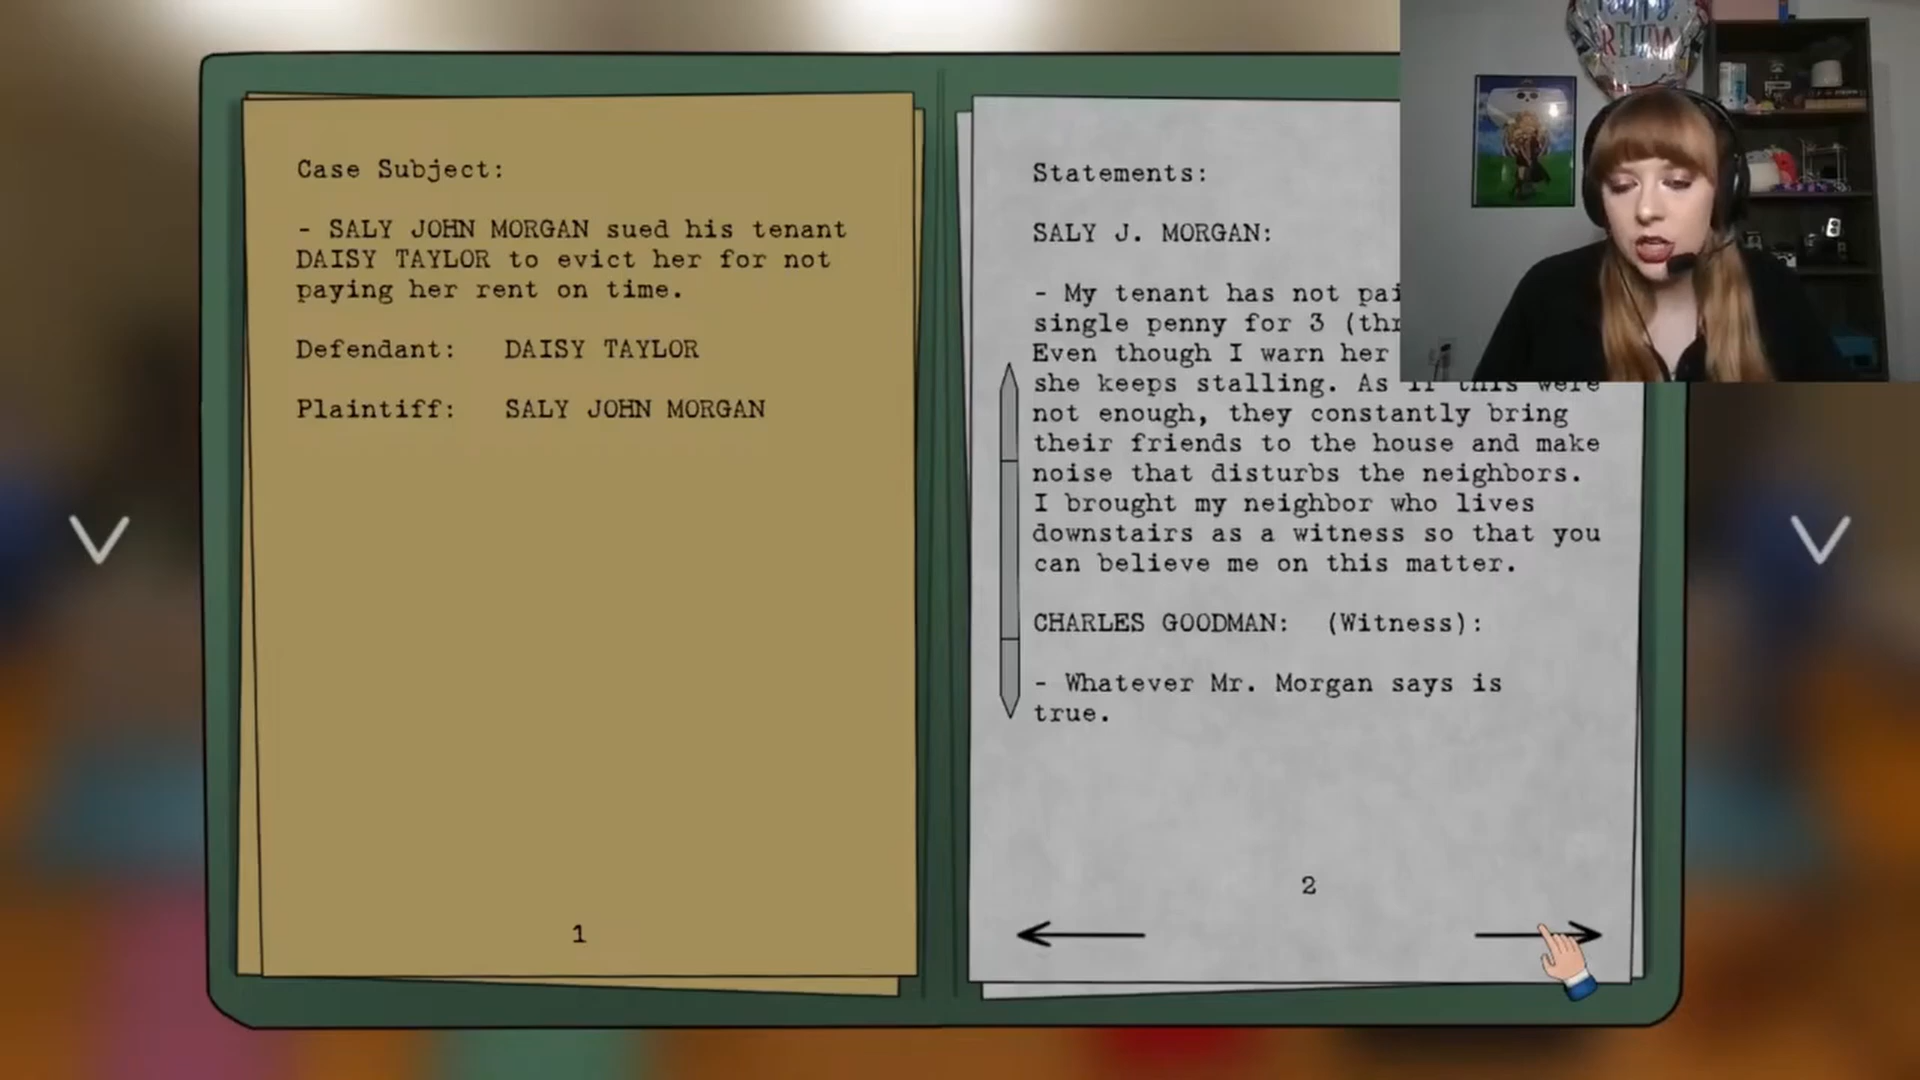 Case Subject:
- SALY JOHN MORGAN sued his tenant
DAISY TAYLOR to evict her for not
paying her rent on time.
Defendant: DAISY TAYLOR
Plaintiff: SALY JOHN MORGAN
1
Statements:
SALY J. MORGAN:
- My tenant has not
single penny for 3
Even though I warn her
she keeps stalling. As if this were
not enough, they constantly bring
their friends to the house and make
noise that disturbs the neighbors.
I brought my neighbor who lives
downstairs as a witness so that you
can believe me on this matter.
CHARLES GOODMAN: (Witness):
- Whatever Mr. Morgan says is
true.
2